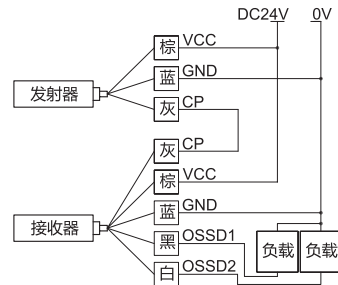 DC24V 0V
棕 VCC
蓝 GND
发射器
灰 CP
灰 CP
棕 VCC
蓝 GND
接收器
黑 OSSD1
负载 负载
白 OSSD2